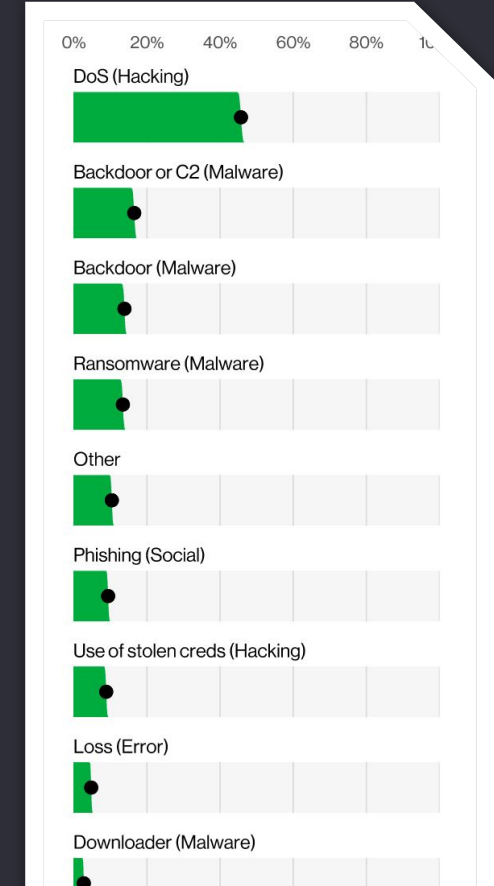 0% 20% 40% 60% 80% 10
DoS (Hacking)
Backdoor or C2 (Malware)
Backdoor (Malware)
Ransomware (Malware)
Other
Phishing (Social)
Use of stolen creds (Hacking)
Loss (Error)
Downloader (Malware)